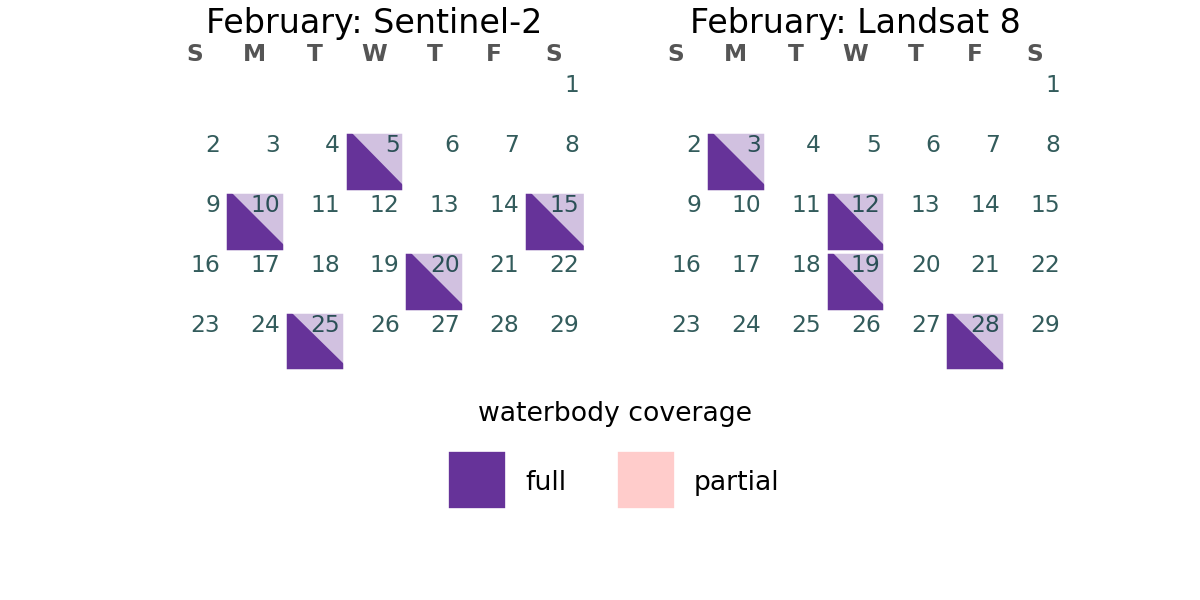 February: Sentinel-2
S M T W T F S
1
2 3 4 5 6 7 8
9 10 11 12 13 14 15
16 17 18 19 20 21 22
23 24 25 26 27 28 29
February: Landsat 8
S M T W T F S
1
2 3 4 5 6 7 8
9 10 11 12 13 14 15
16 17 18 19 20 21 22
23 24 25 26 27 28 29
waterbody coverage
full partial